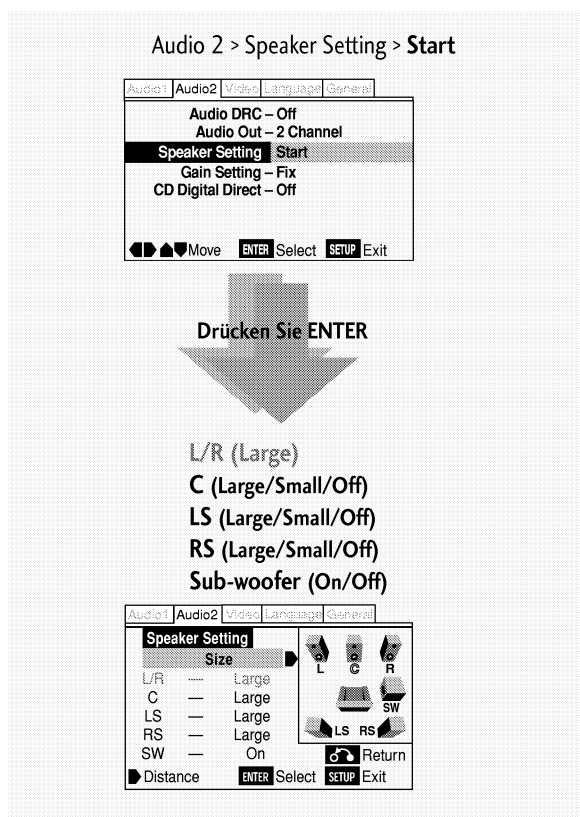 Audio 2 > Speaker Setting > Start
Audio1 Audio2 Video Language General
Audio DRC – Off
Audio Out – 2 Channel
Speaker Setting Start
Gain Setting – Fix
CD Digital Direct – Off
Move ENTER Select SETUP Exit
Drücken Sie ENTER
L/R (Large)
C (Large/Small/Off)
LS (Large/Small/Off)
RS (Large/Small/Off)
Sub-woofer (On/Off)
Audio1 Audio2 Video Language General
Speaker Setting
Size
L C R
L/R — Large
C — Large
SW
LS — Large
LS RS
RS — Large
SW — On
Return
Distance ENTER Select SETUP Exit